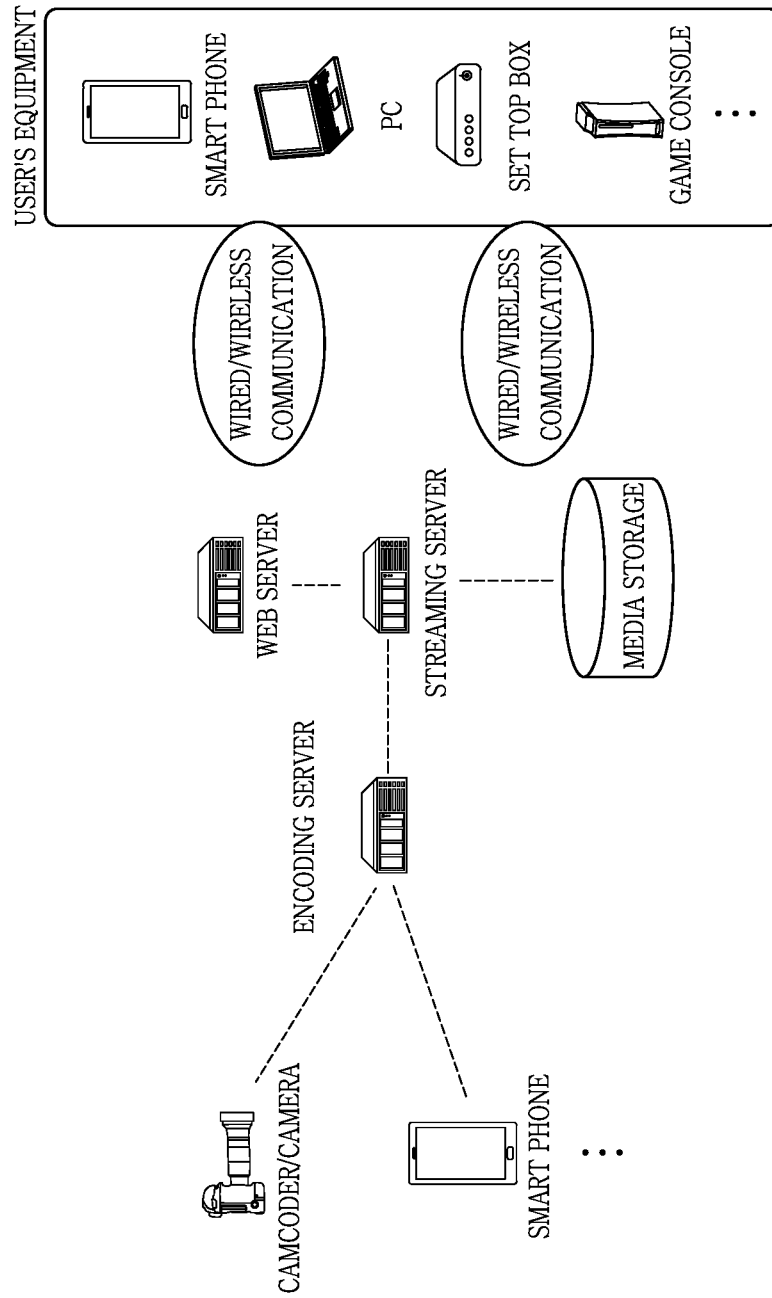 CAMCODER/CAMERA
SMART PHONE
ENCODING SERVER
WEB SERVER
STREAMING SERVER
MEDIA STORAGE
WIRED/WIRELESS
COMMUNICATION
WIRED/WIRELESS
COMMUNICATION
USER'S EQUIPMENT
SMART PHONE
PC
SET TOP BOX
GAME CONSOLE